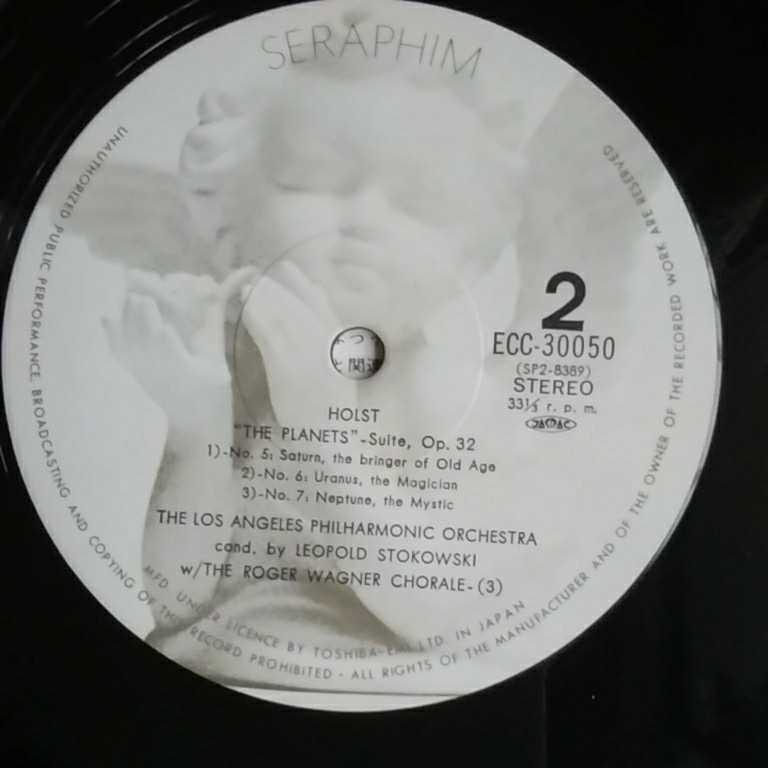 SERAPHIM
2
ECC-30050
(SP2-8389)
STEREO
33⅓ r. p. m.
JASRAC
HOLST
"THE PLANETS"-Suite, Op. 32
1)-No. 5: Saturn, the bringer of Old Age
2)-No. 6: Uranus, the Magician
3)-No. 7: Neptune, the Mystic
THE LOS ANGELES PHILHARMONIC ORCHESTRA
cond. by LEOPOLD STOKOWSKI
w/THE ROGER WAGNER CHORALE-(3)
MFD. UNDER LICENCE BY TOSHIBA-EMI LTD. IN JAPAN
UNAUTHORIZED PUBLIC PERFORMANCE, BROADCASTING AND COPYING OF THIS RECORD PROHIBITED - ALL RIGHTS OF THE MANUFACTURER AND OF THE OWNER OF THE RECORDED WORK ARE RESERVED